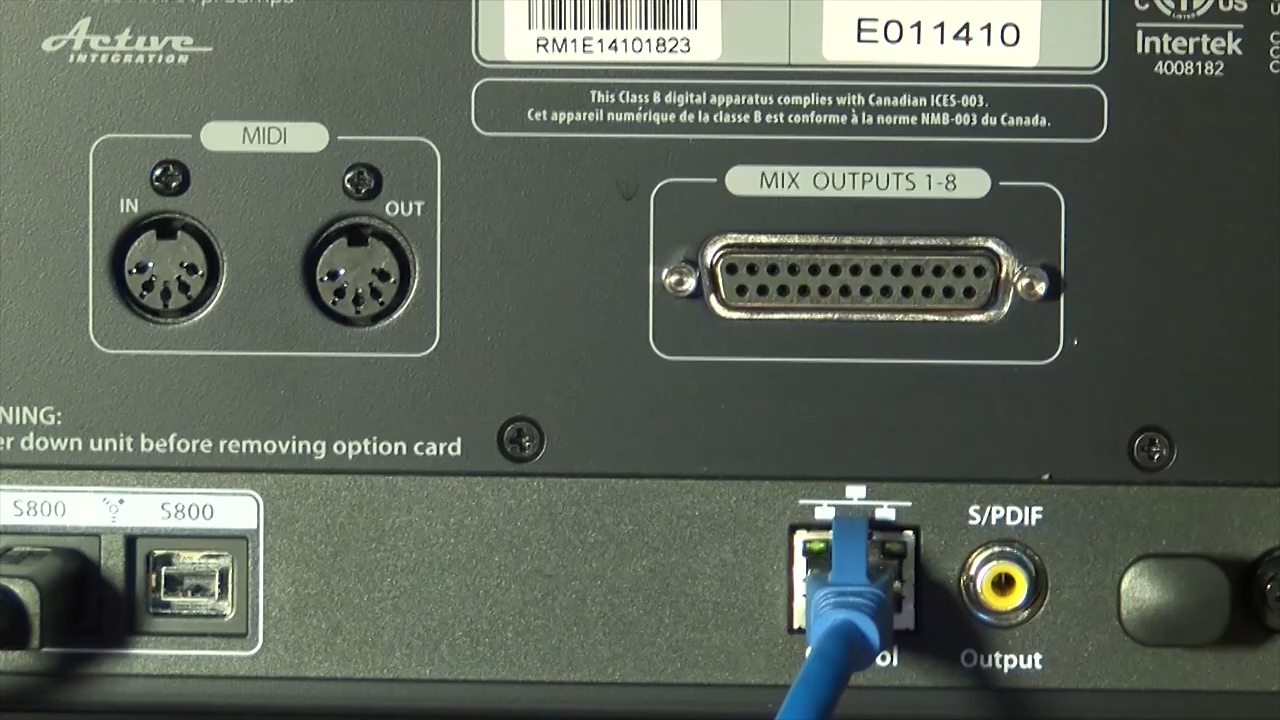 Active
INTEGRATION
RM1E14101823
E011410
C US
LISTED
Intertek
4008182
This Class B digital apparatus complies with Canadian ICES-003.
Cet appareil numérique de la classe B est conforme à la norme NMB-003 du Canada.
MIDI
IN
OUT
MIX OUTPUTS 1-8
down unit before removing option card
S800
S800
S/PDIF
Output